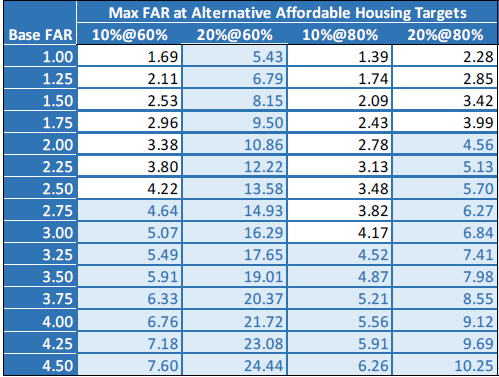 Max FAR at Alternative Affordable Housing Targets
Base FAR 10%@60% 20%@60% 10%@80% 20%@80%
1.00 1.69 5.43 1.39 2.28
1.25 2.11 6.79 1.74 2.85
1.50 2.53 8.15 2.09 3.42
1.75 2.96 9.50 2.43 3.99
2.00 3.38 10.86 2.78 4.56
2.25 3.80 12.22 3.13 5.13
2.50 4.22 13.58 3.48 5.70
2.75 4.64 14.93 3.82 6.27
3.00 5.07 16.29 4.17 6.84
3.25 5.49 17.65 4.52 7.41
3.50 5.91 19.01 4.87 7.98
3.75 6.33 20.37 5.21 8.55
4.00 6.76 21.72 5.56 9.12
4.25 7.18 23.08 5.91 9.69
4.50 7.60 24.44 6.26 10.25